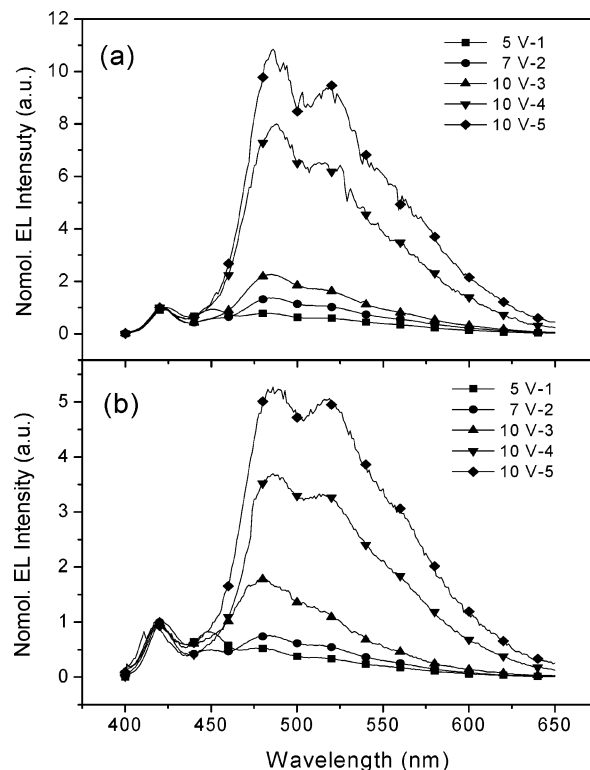 12
10
8
6
4
2
0
Nomol. EL Intensuty (a.u.)
(a)
5 V-1
7 V-2
10 V-3
10 V-4
10 V-5
5
4
3
2
1
0
Nomol. EL Intensity (a.u.)
(b)
5 V-1
7 V-2
10 V-3
10 V-4
10 V-5
400 450 500 550 600 650
Wavelength (nm)